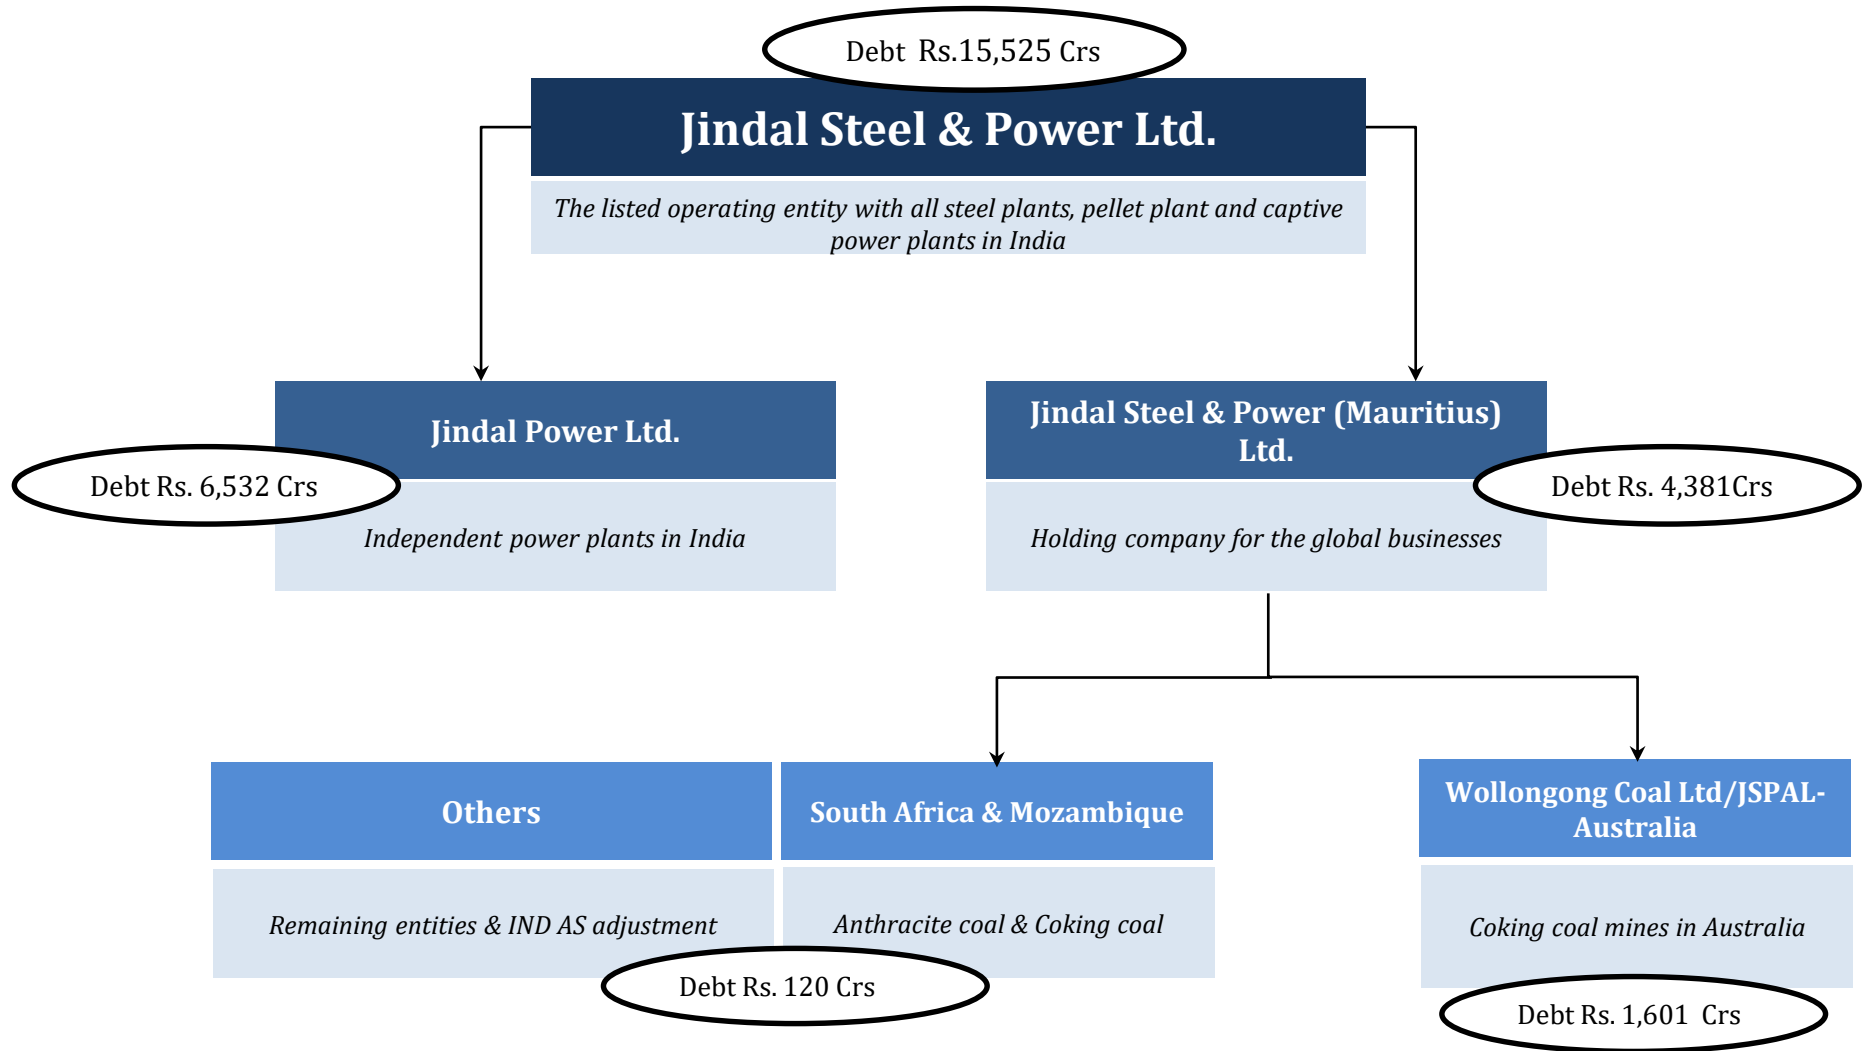 Debt  Rs.15,525 Crs
Jindal Steel & Power Ltd.
The listed operating entity with all steel plants, pellet plant and captive
power plants in India
Jindal Power Ltd.
Debt Rs. 6,532 Crs
Independent power plants in India
Jindal Steel & Power (Mauritius)
Ltd.
Debt Rs. 4,381Crs
Holding company for the global businesses
Others
Remaining entities & IND AS adjustment
South Africa & Mozambique
Anthracite coal & Coking coal
Debt Rs. 120 Crs
Wollongong Coal Ltd/JSPAL-
Australia
Coking coal mines in Australia
Debt Rs. 1,601  Crs